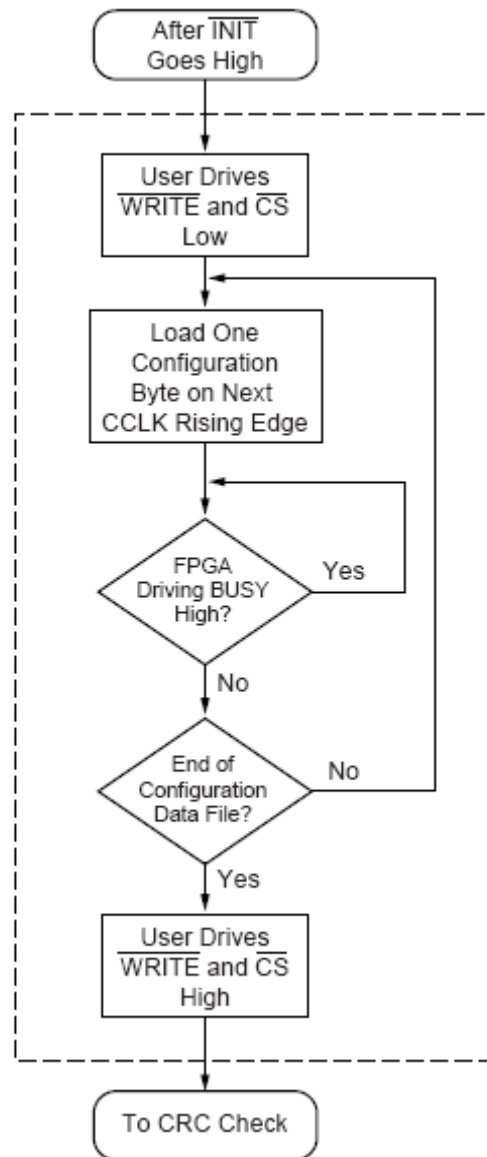 After INIT
Goes High
User Drives
WRITE and CS
Low
Load One
Configuration
Byte on Next
CCLK Rising Edge
FPGA
Driving BUSY
High?
Yes
No
End of
Configuration
Data File?
No
Yes
User Drives
WRITE and CS
High
To CRC Check